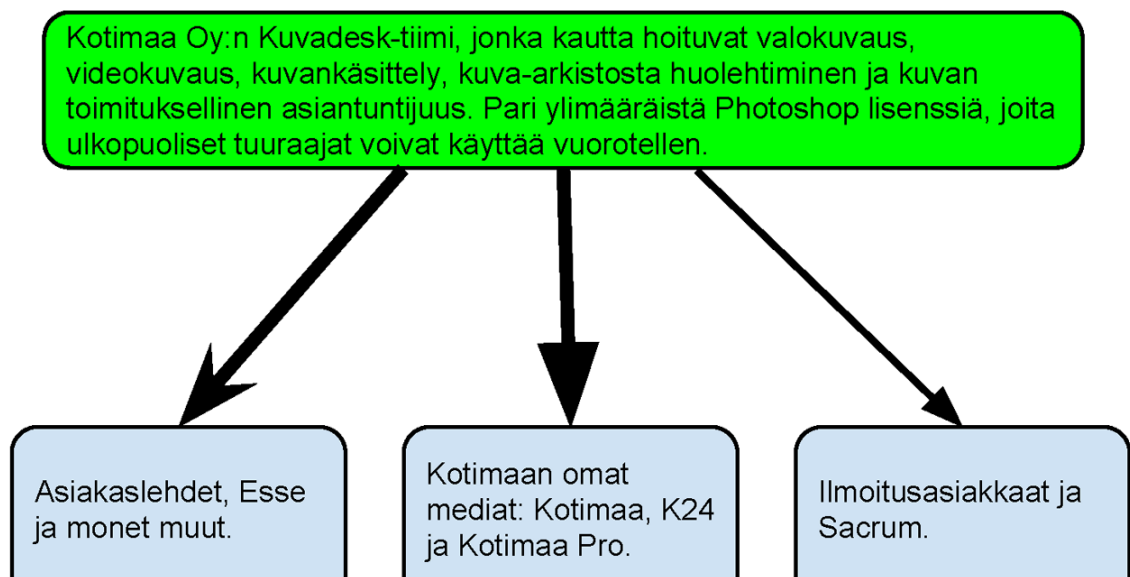 Kotimaa Oy:n Kuvadesk-tiimi, jonka kautta hoituvat valokuvaus,
videokuvaus, kuvankäsittely, kuva-arkistosta huolehtiminen ja kuvan
toimituksellinen asiantuntijuus. Pari ylimääräistä Photoshop lisenssiä, joita
ulkopuoliset tuuraajat voivat käyttää vuorotellen.
Asiakaslehdet, Esse
ja monet muut.
Kotimaan omat
mediat: Kotimaa, K24
ja Kotimaa Pro.
Ilmoitusasiakkaat ja
Sacrum.